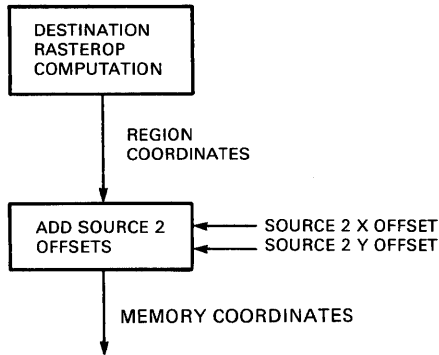 DESTINATION
RASTEROP
COMPUTATION
REGION
COORDINATES
ADD SOURCE 2
OFFSETS
SOURCE 2 X OFFSET
SOURCE 2 Y OFFSET
MEMORY COORDINATES